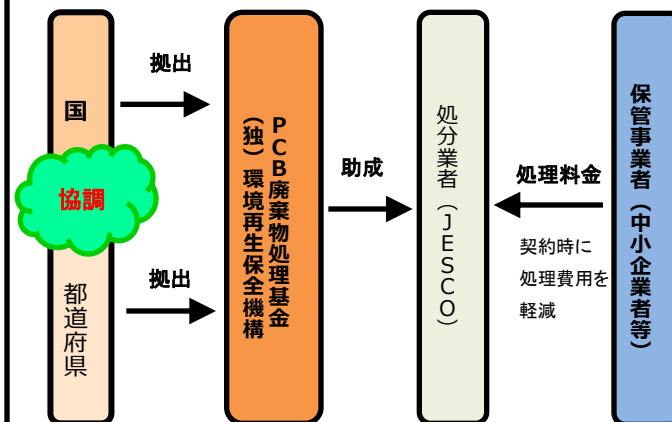 国
協調
都道府県
拠出
拠出
PCB廃棄物処理基金
(独)環境再生保全機構
助成
処分業者(JESCO)
処理料金
契約時に
処理費用を
軽減
保管事業者(中小企業者等)